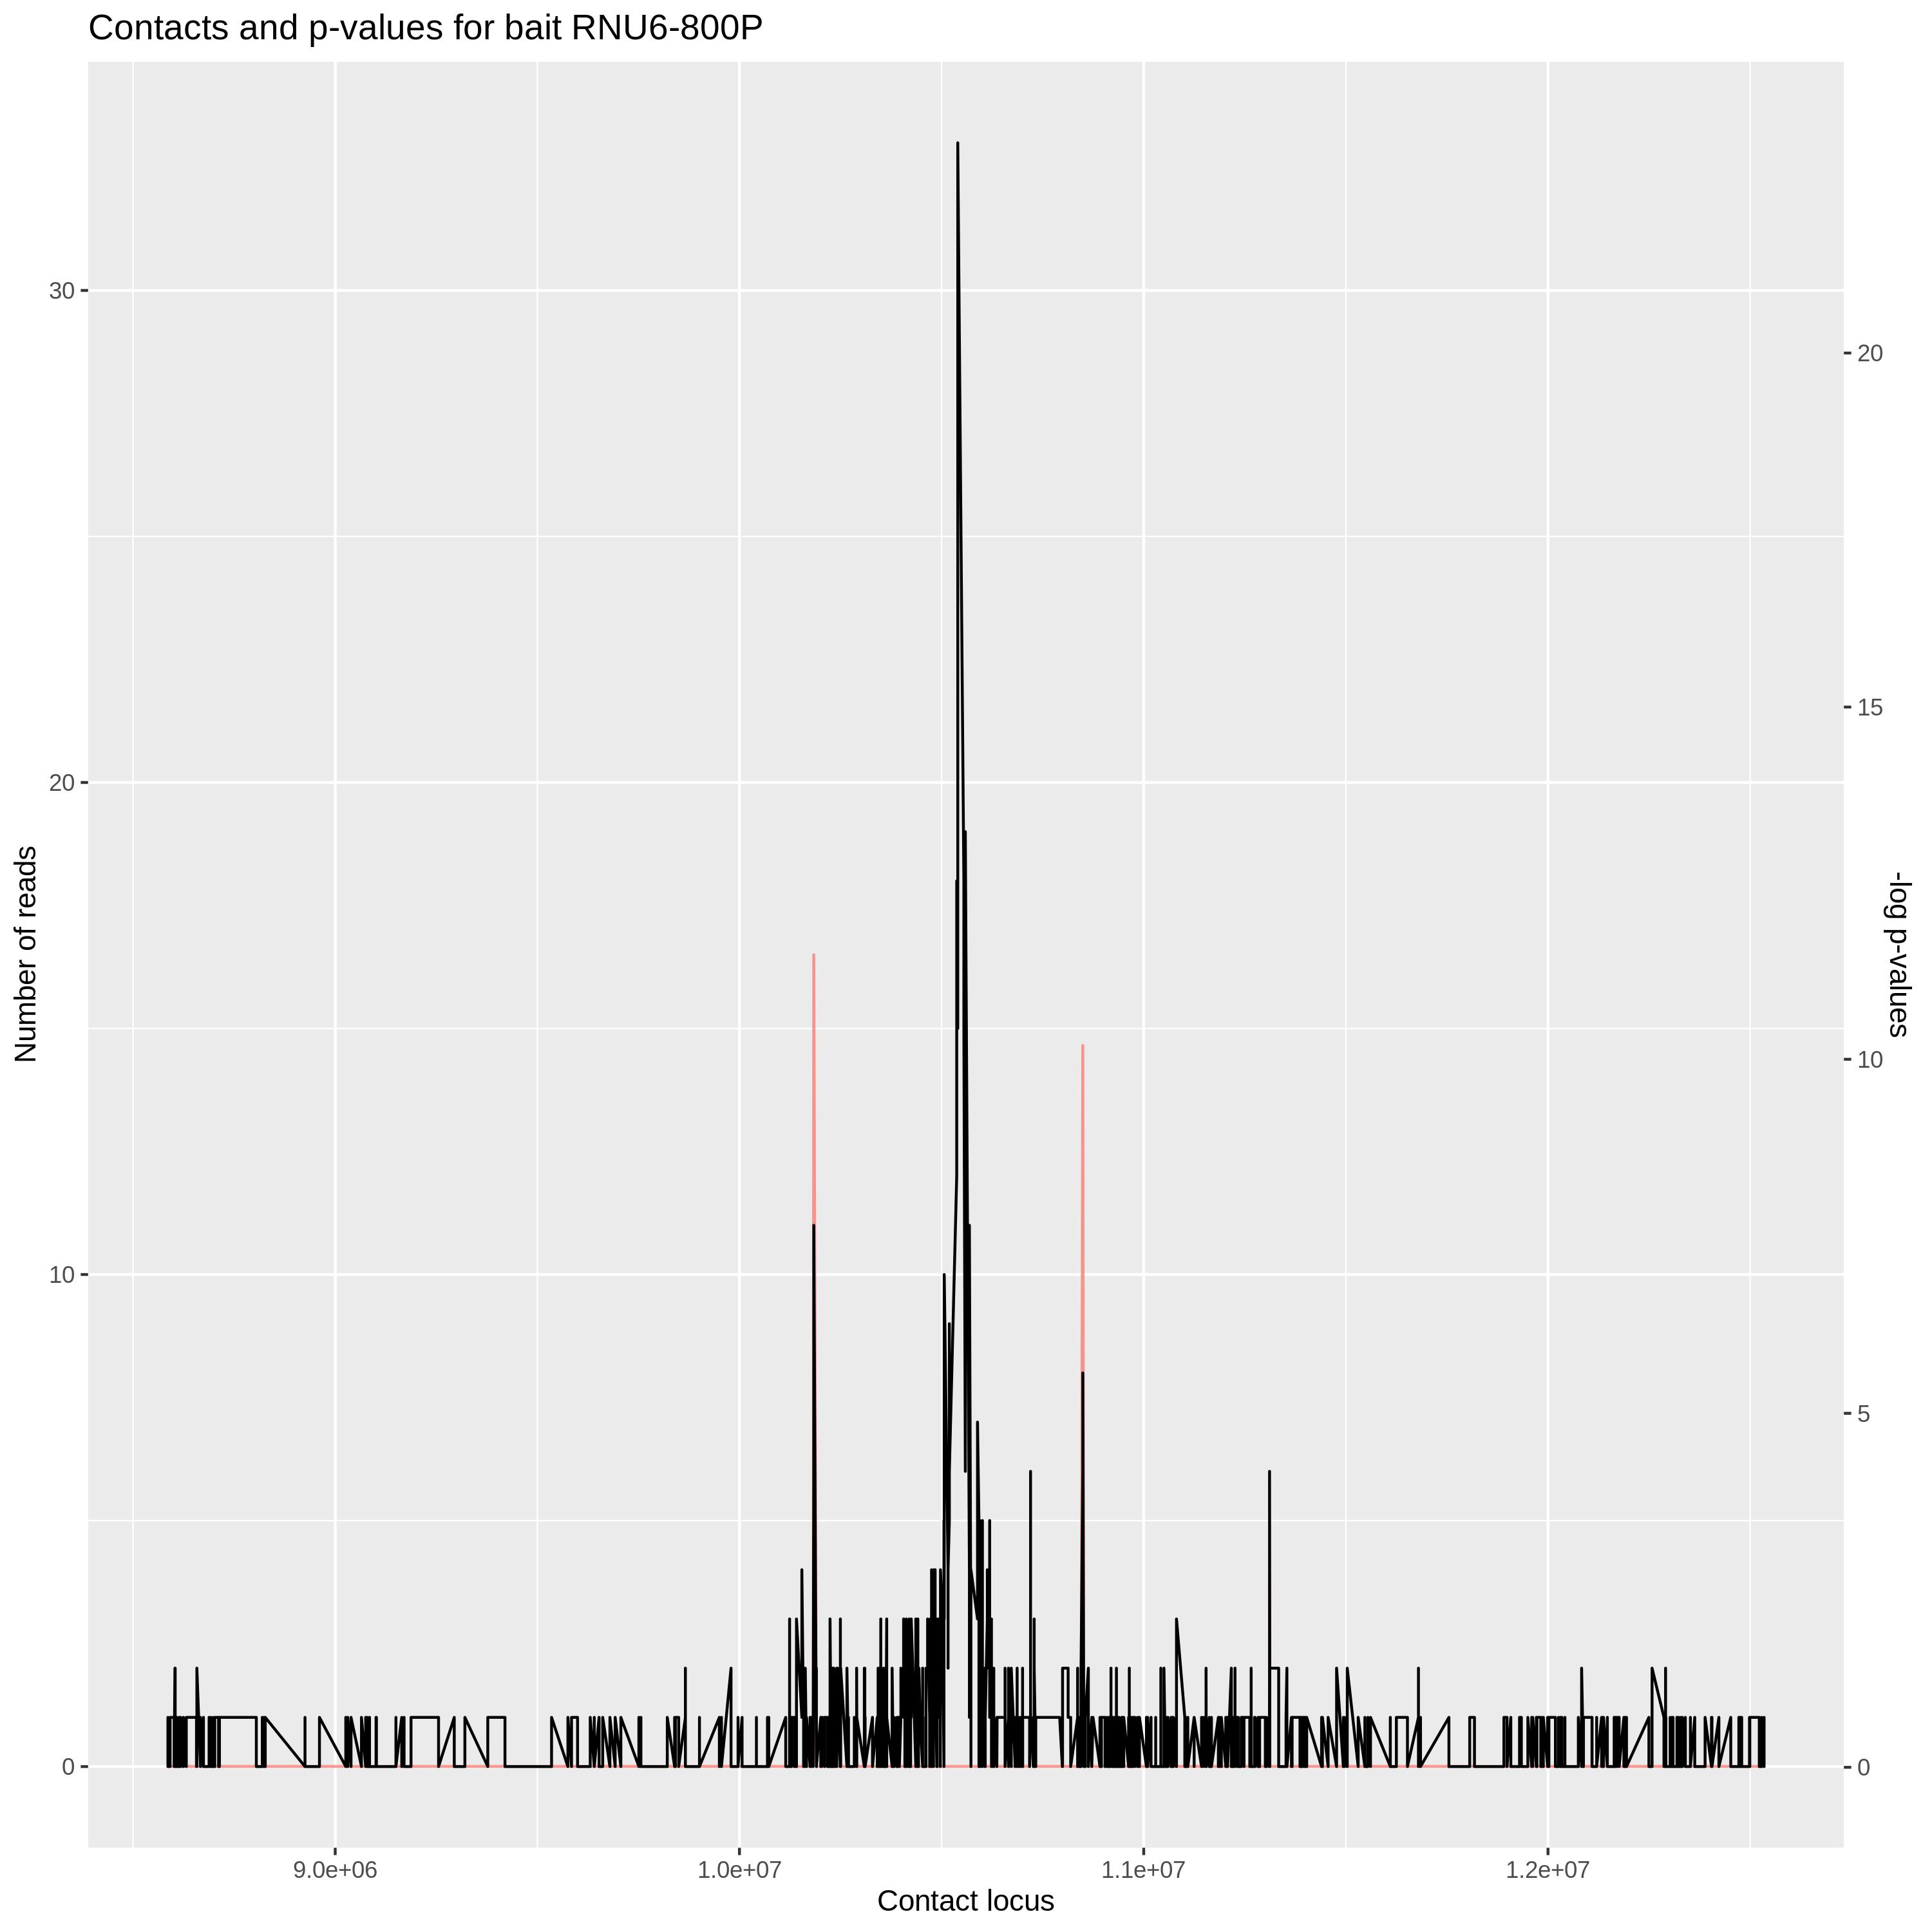 Contacts and p-values for bait RNU6-800P
30
20
10
0
Number of reads
20
15
10
5
0
-log p-values
9.0e+06
1.0e+07
1.1e+07
1.2e+07
Contact locus